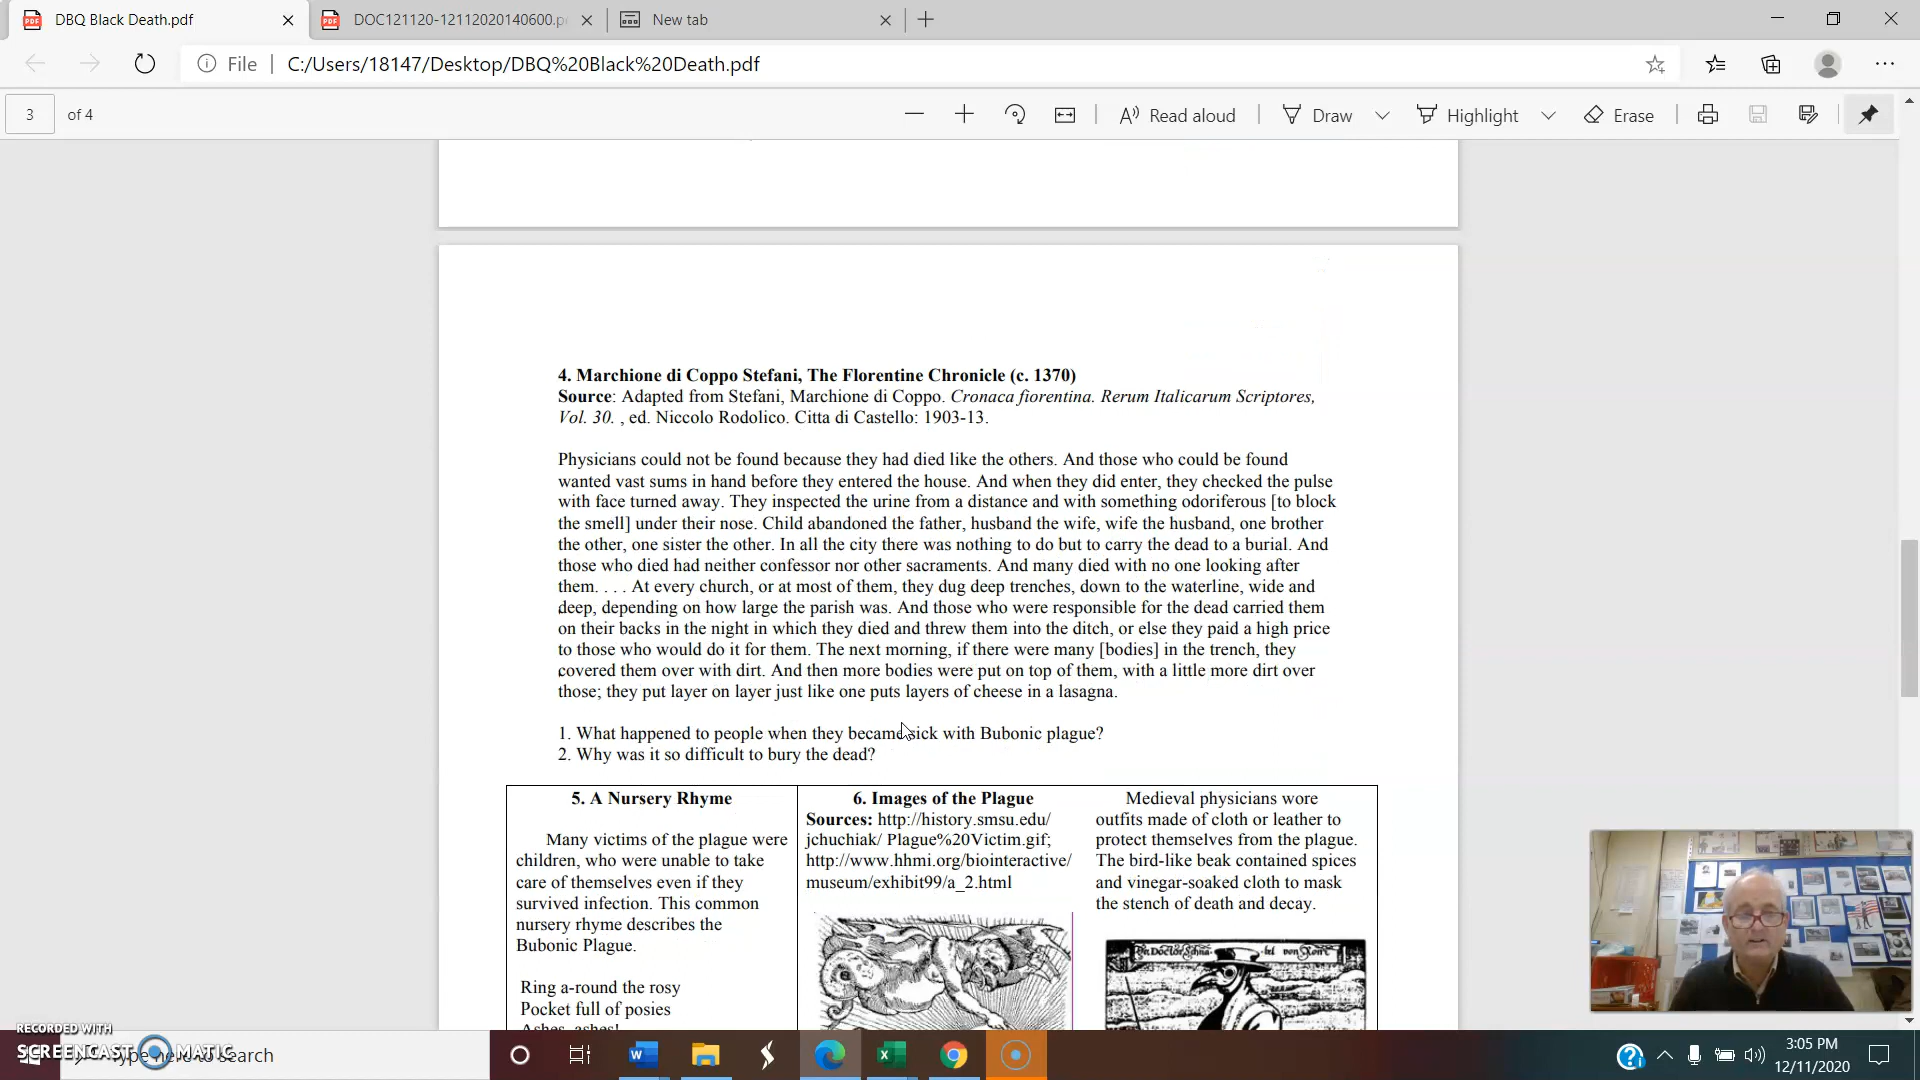 DBQ Black Death.pdf
DOC121120-12112020140600.p
New tab
File
C:/Users/18147/Desktop/DBQ%20Black%20Death.pdf
3 of 4
Read aloud
Draw
Highlight
Erase
4. Marchione di Coppo Stefani, The Florentine Chronicle (c. 1370)
Source: Adapted from Stefani, Marchione di Coppo. Cronaca fiorentina. Rerum Italicarum Scriptores,
Vol. 30. , ed. Niccolo Rodolico. Citta di Castello: 1903-13.
Physicians could not be found because they had died like the others. And those who could be found
wanted vast sums in hand before they entered the house. And when they did enter, they checked the pulse
with face turned away. They inspected the urine from a distance and with something odoriferous [to block
the smell] under their nose. Child abandoned the father, husband the wife, wife the husband, one brother
the other, one sister the other. In all the city there was nothing to do but to carry the dead to a burial. And
those who died had neither confessor nor other sacraments. And many died with no one looking after
them. . . . At every church, or at most of them, they dug deep trenches, down to the waterline, wide and
deep, depending on how large the parish was. And those who were responsible for the dead carried them
on their backs in the night in which they died and threw them into the ditch, or else they paid a high price
to those who would do it for them. The next morning, if there were many [bodies] in the trench, they
covered them over with dirt. And then more bodies were put on top of them, with a little more dirt over
those; they put layer on layer just like one puts layers of cheese in a lasagna.
1. What happened to people when they became sick with Bubonic plague?
2. Why was it so difficult to bury the dead?
5. A Nursery Rhyme
Many victims of the plague were
children, who were unable to take
care of themselves even if they
survived infection. This common
nursery rhyme describes the
Bubonic Plague.
Ring a-round the rosy
Pocket full of posies
Ashes, ashes!
6. Images of the Plague
Sources: http://history.smsu.edu/
jchuchiak/ Plague%20Victim.gif;
http://www.hhmi.org/biointeractive/
museum/exhibit99/a_2.html
Medieval physicians wore
outfits made of cloth or leather to
protect themselves from the plague.
The bird-like beak contained spices
and vinegar-soaked cloth to mask
the stench of death and decay.
RECORDED WITH
SCREENCAST MATIC
Type here to search
3:05 PM
12/11/2020